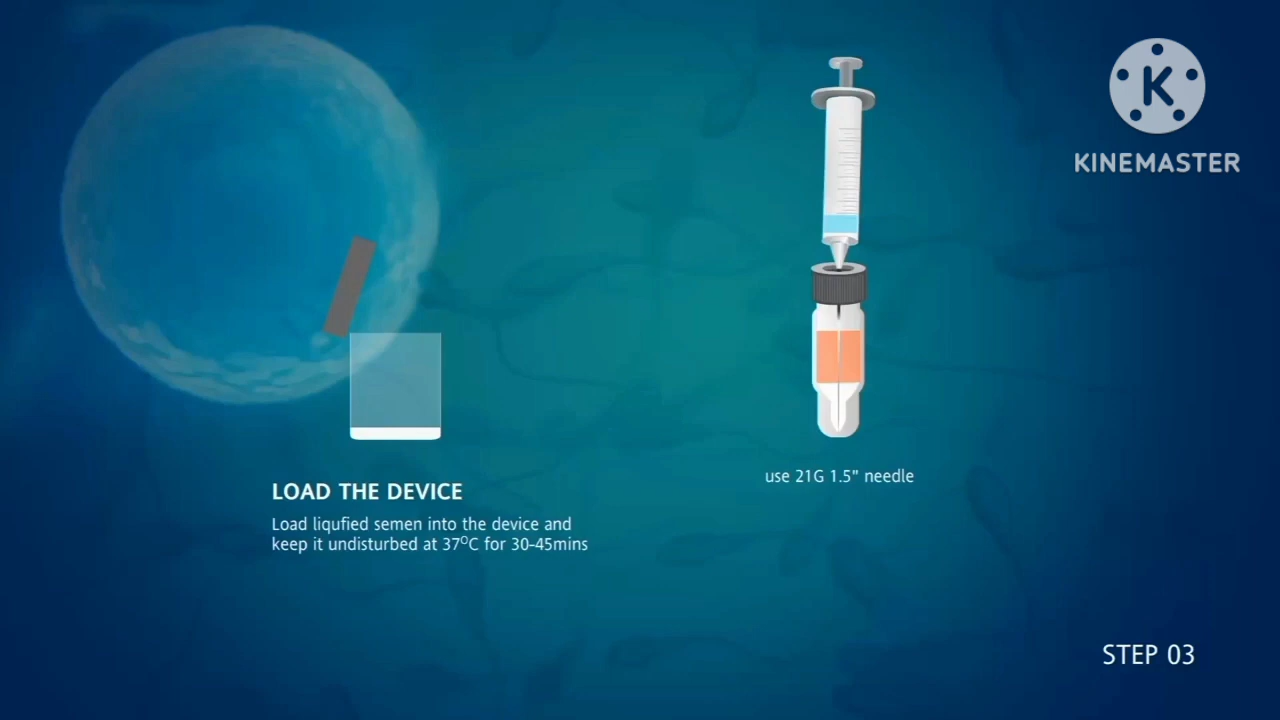 K
KINEMASTER
LOAD THE DEVICE
Load liqufied semen into the device and
keep it undisturbed at 37°C for 30-45mins
use 21G 1.5" needle
STEP 03